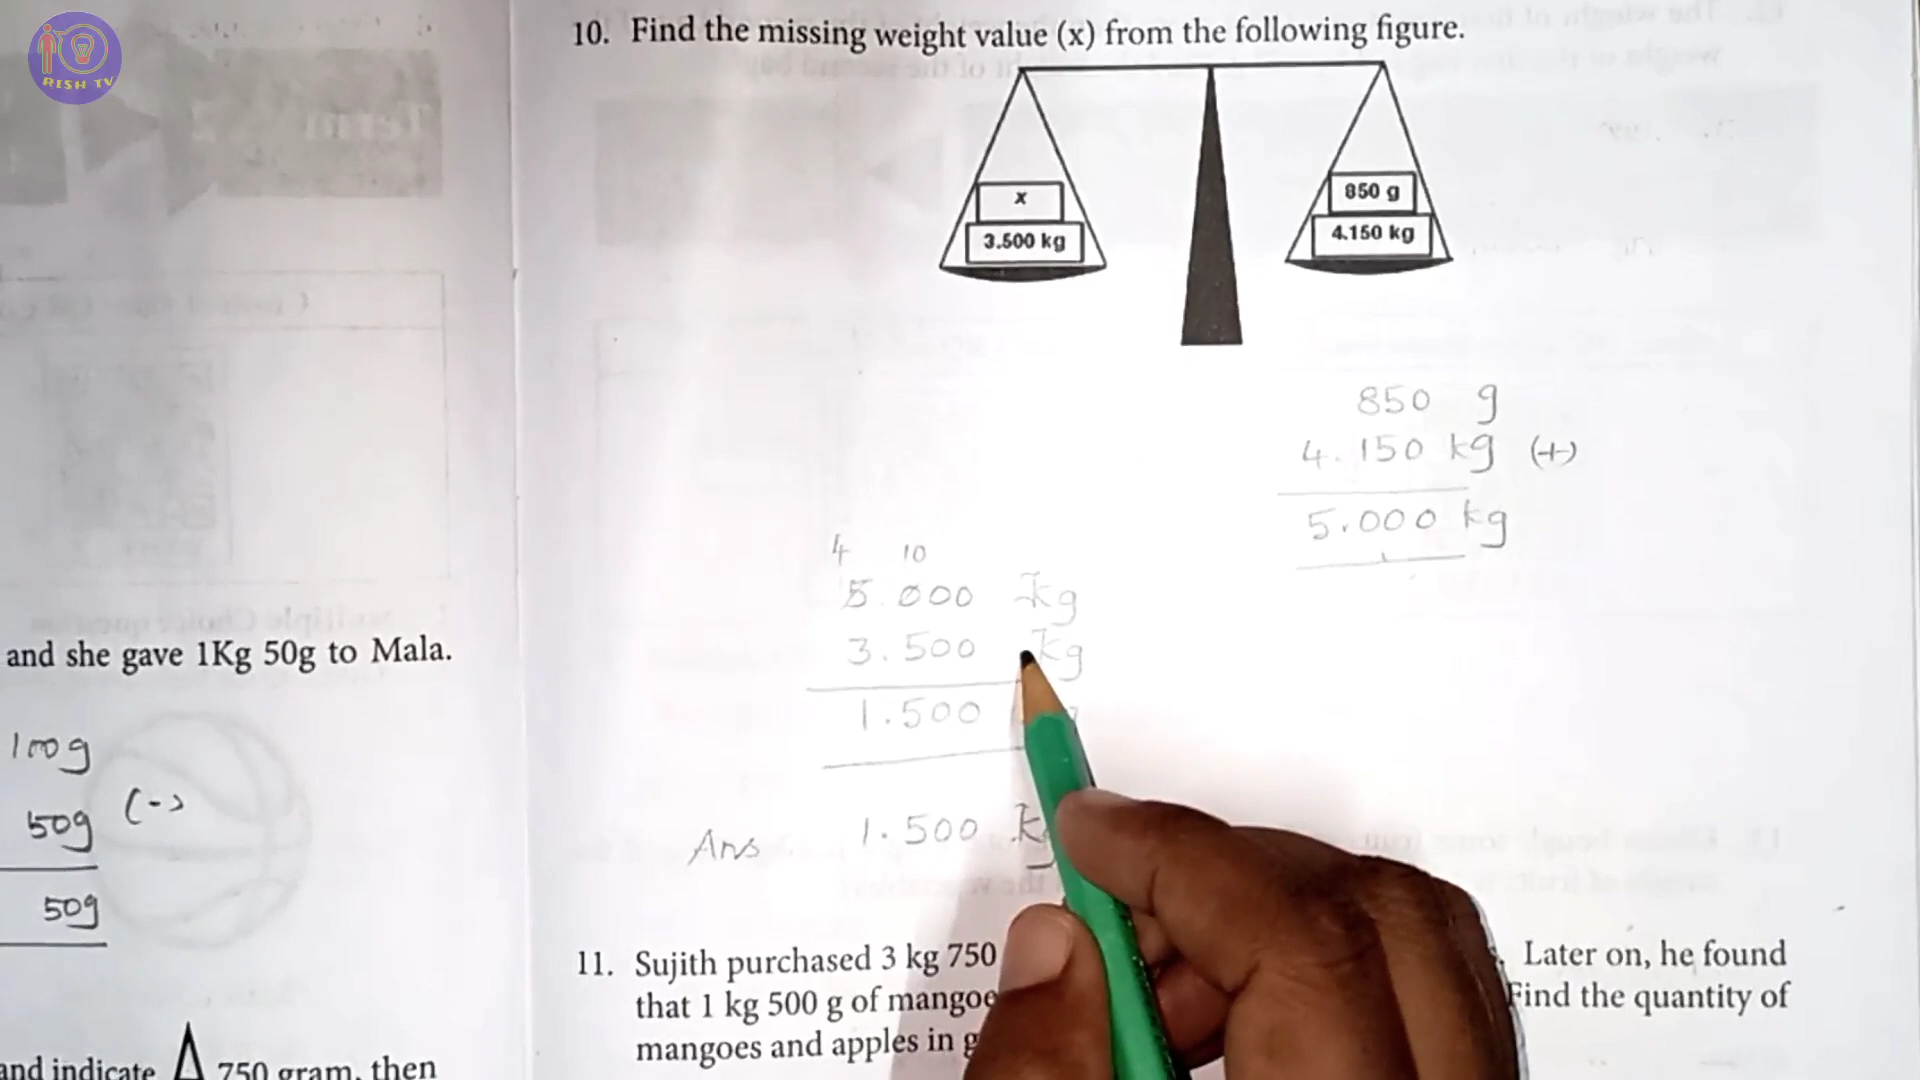 RISH TV
10. Find the missing weight value (x) from the following figure.
x
3.500 kg
850 g
4.150 kg
850 g
4.150 kg (+)
5.000 kg
4 10
5.000 kg
3.500 kg
1.500
Ans 1.500 kg
and she gave 1Kg 50g to Mala.
100g
50g (-)
50g
and indicate 750 gram, then
11. Sujith purchased 3 kg 750 Later on, he found
that 1 kg 500 g of mangoe Find the quantity of
mangoes and apples in g